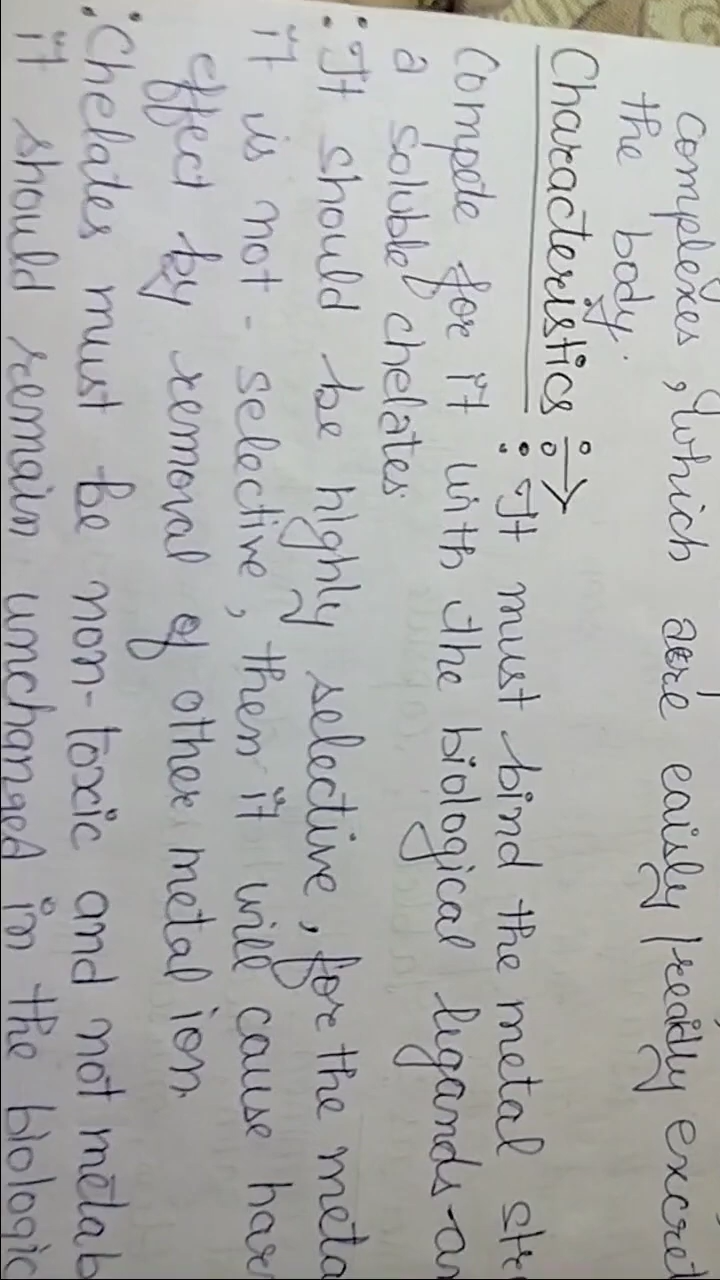 complexes, which are eaisly/readily excret
the body.
Characteristics :→ : It must bind the metal str
Compete for it with the biological ligands an
a soluble chelates
: It should be highly selective, for the meta
it is not-selective, then it will cause har
effect by removal of other metal ion
: Chelates must be non-toxic and not metab
it should remain unchanged in the biologic